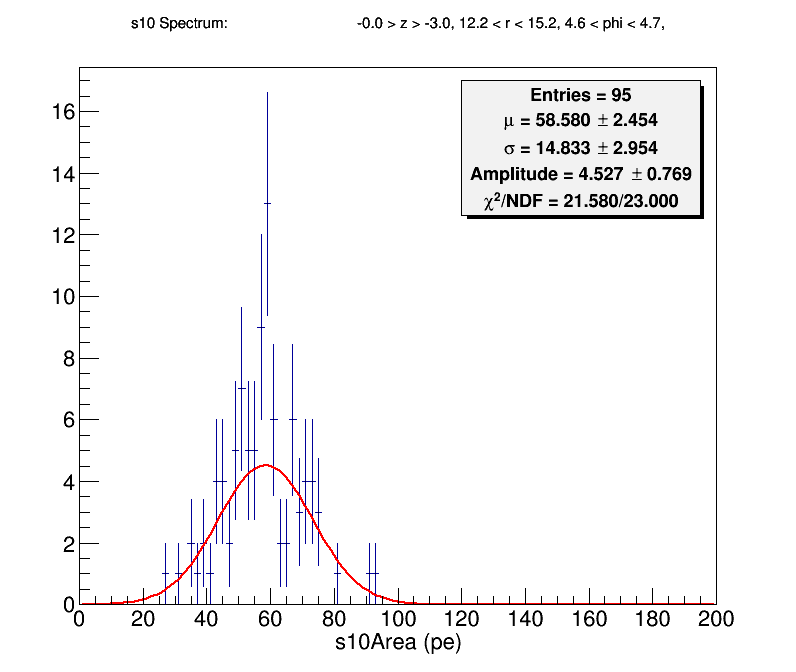 s10 Spectrum: -0.0 > z > -3.0, 12.2 < r < 15.2, 4.6 < phi < 4.7,
Entries = 95
μ = 58.580 ± 2.454
σ = 14.833 ± 2.954
Amplitude = 4.527 ± 0.769
χ²/NDF = 21.580/23.000
16
14
12
10
8
6
4
2
0
0 20 40 60 80 100 120 140 160 180 200
s10Area (pe)